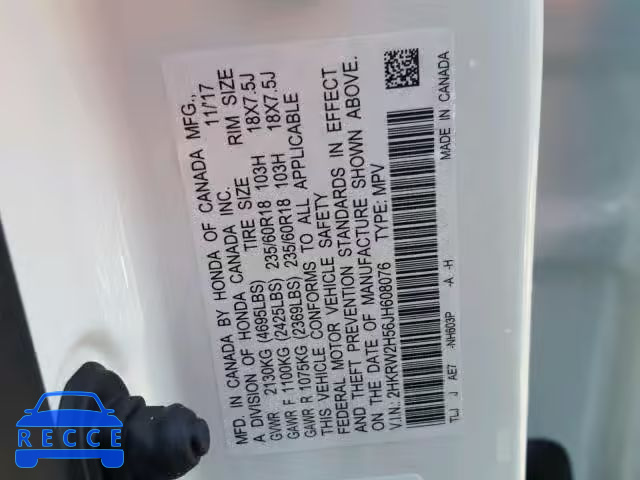 MFD. IN CANADA BY HONDA OF CANADA MFG.,
A DIVISION OF HONDA CANADA INC. 11/17
TIRE SIZE RIM SIZE
GVWR 2130KG (4695LBS)
GAWR F 1100KG (2425LBS) 235/60R18 103H 18X7.5J
GAWR R 1075KG (2369LBS) 235/60R18 103H 18X7.5J
THIS VEHICLE CONFORMS TO ALL APPLICABLE
FEDERAL MOTOR VEHICLE SAFETY
AND THEFT PREVENTION STANDARDS IN EFFECT
ON THE DATE OF MANUFACTURE SHOWN ABOVE.
V.I.N.: 2HKRW2H56JH608076 TYPE: MPV
TLJ J AE7 -NH603P -A -H MADE IN CANADA
RECCE